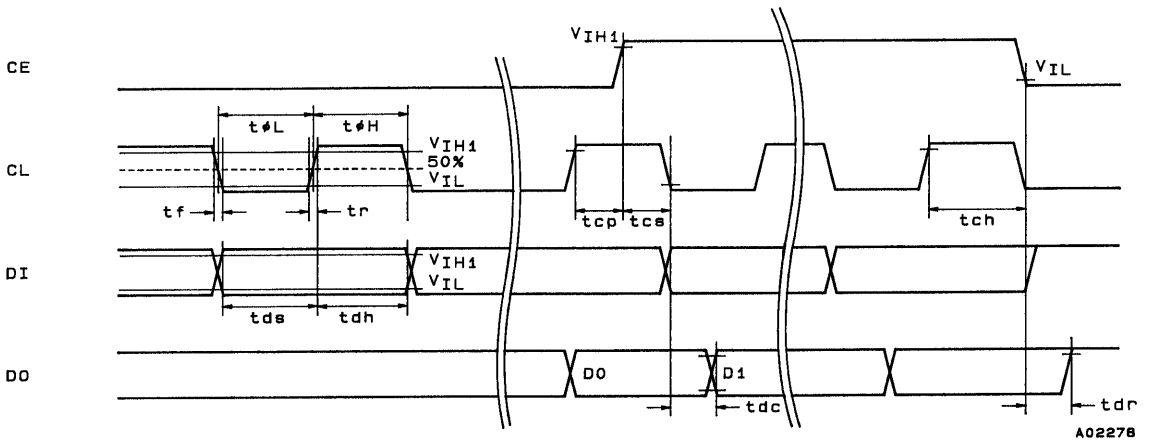 CE
VIH1
VIL
tøL
tøH
CL
VIH1
50%
VIL
tf
tr
tcp
tcs
tch
DI
VIH1
VIL
tds
tdh
DO
D0
D1
tdc
tdr
A02278